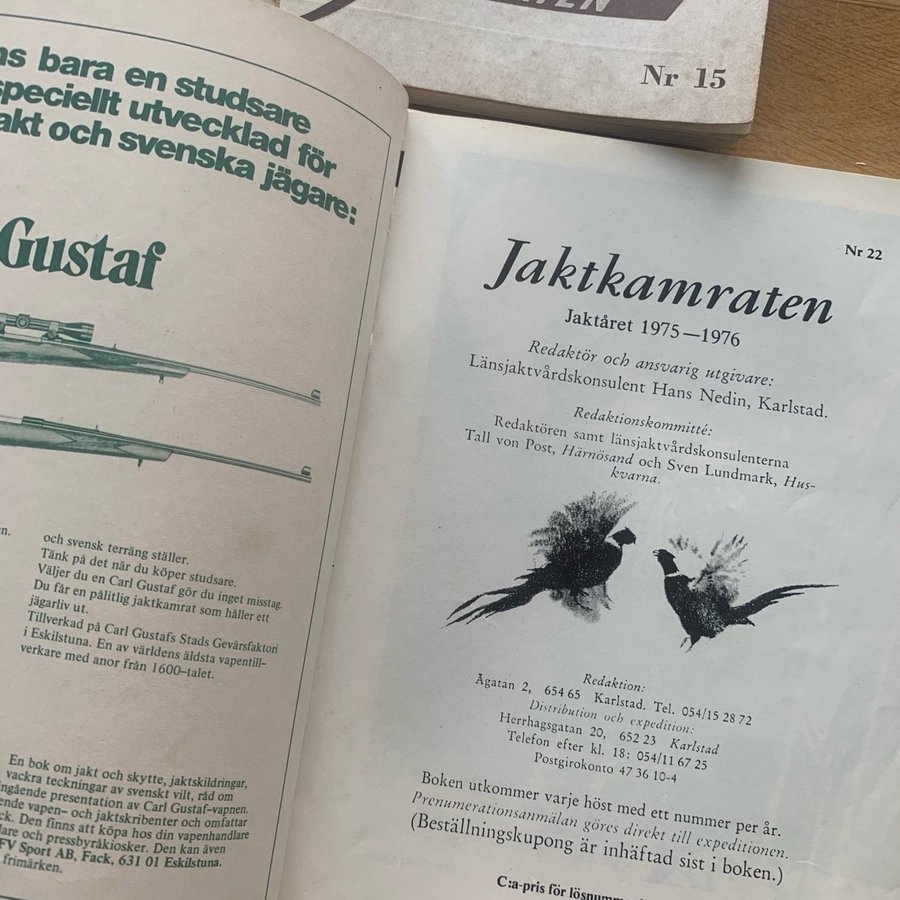 Nr 15
ns bara en studsare
speciellt utvecklad för
akt och svenska jägare:
Gustaf
en.
och svensk terräng ställer.
Tänk på det när du köper studsare.
Väljer du en Carl Gustaf gör du inget misstag.
Du får en pålitlig jaktkamrat som håller ett
jägarliv ut.
Tillverkad på Carl Gustafs Stads Gevärsfaktori
i Eskilstuna. En av världens äldsta vapentill-
verkare med anor från 1600-talet.
En bok om jakt och skytte, jaktskildringar,
vackra teckningar av svenskt vilt, råd om
ingående presentation av Carl Gustaf-vapnen.
ende vapen- och jaktskribenter och omfattar
ck. Den finns att köpa hos din vapenhandlare
lare och pressbyråkiosker. Den kan även
FFV Sport AB, Fack, 631 01 Eskilstuna.
frimärken.
Nr 22
Jaktkamraten
Jaktåret 1975—1976
Redaktör och ansvarig utgivare:
Länsjaktvårdskonsulent Hans Nedin, Karlstad.
Redaktionskommitté:
Redaktören samt länsjaktvårdskonsulenterna
Tall von Post, Härnösand och Sven Lundmark, Hus-
kvarna.
Redaktion:
Ågatan 2, 654 65 Karlstad. Tel. 054/15 28 72
Distribution och expedition:
Herrhagsgatan 20, 652 23 Karlstad
Telefon efter kl. 18: 054/11 67 25
Postgirokonto 47 36 10-4
Boken utkommer varje höst med ett nummer per år.
Prenumerationsanmälan göres direkt till expeditionen.
(Beställningskupong är inhäftad sist i boken.)
C:a-pris för lösnumm